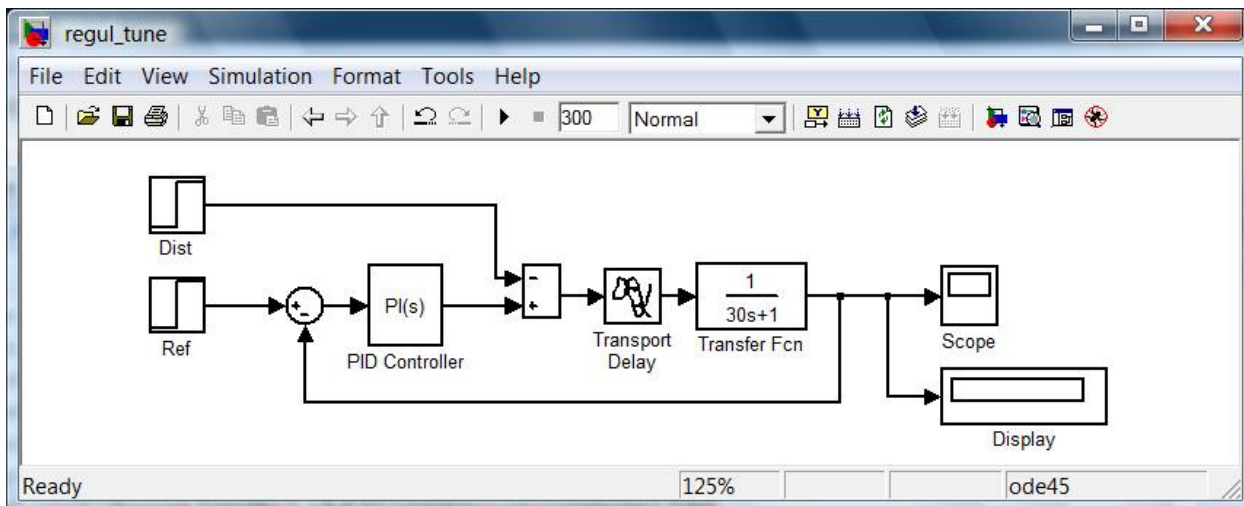 regul_tune
File Edit View Simulation Format Tools Help
300 Normal
Dist
Ref
+
-
PI(s)
PID Controller
-
+
Transport
Delay
1
30s+1
Transfer Fcn
Scope
Display
Ready 125% ode45